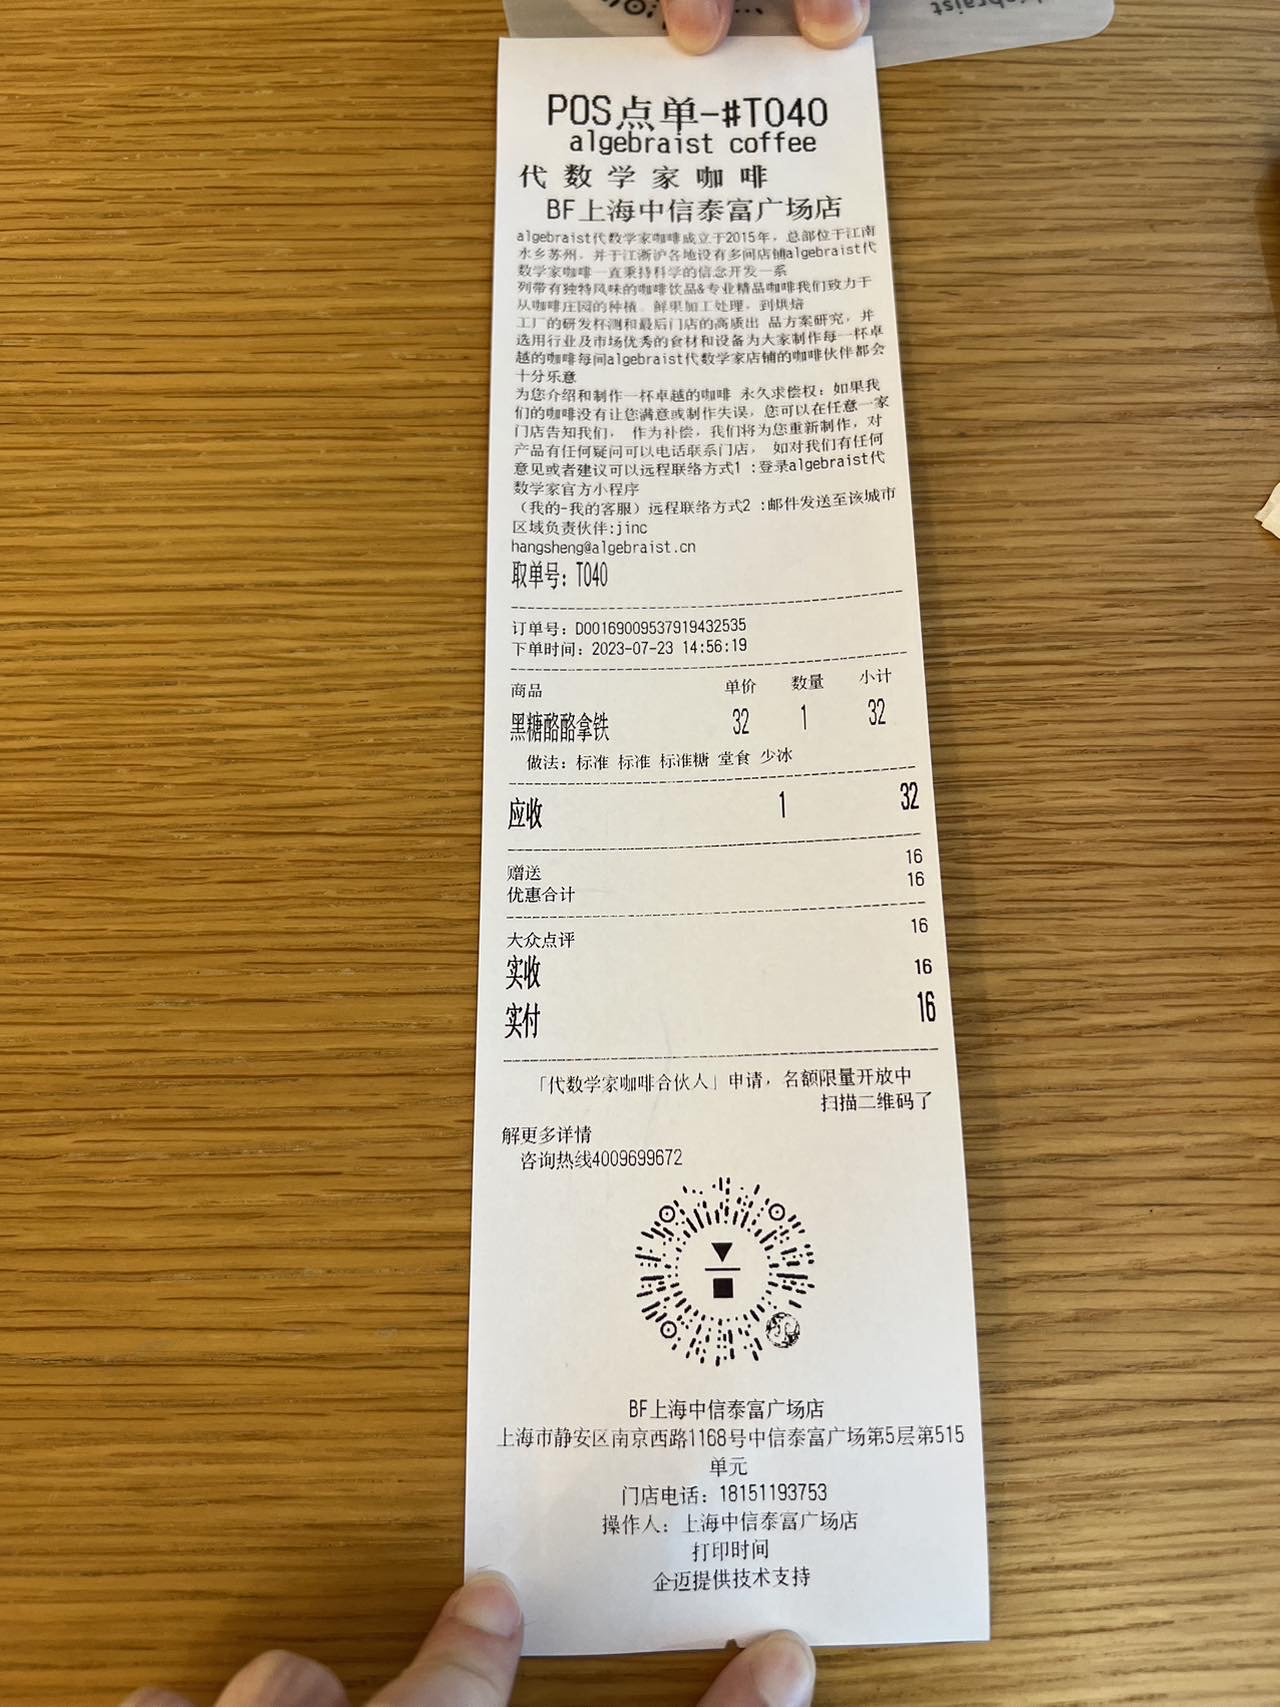 algebraist
POS点单-#T040
algebraist coffee
代数学家咖啡
BF上海中信泰富广场店
algebraist代数学家咖啡成立于2015年，总部位于江南
水乡苏州，并于江浙沪各地设有多间店铺algebraist代
数学家咖啡一直秉持科学的信念开发一系
列带有独特风味的咖啡饮品&专业精品咖啡我们致力于
从咖啡庄园的种植、鲜果加工处理，到烘焙
工厂的研发杯测和最后门店的高质出 品方案研究，并
选用行业及市场优秀的食材和设备为大家制作每一杯卓
越的咖啡每间algebraist代数学家店铺的咖啡伙伴都会
十分乐意
为您介绍和制作一杯卓越的咖啡 永久求偿权：如果我
们的咖啡没有让您满意或制作失误，您可以在任意一家
门店告知我们， 作为补偿，我们将为您重新制作，对
产品有任何疑问可以电话联系门店， 如对我们有任何
意见或者建议可以远程联络方式1 :登录algebraist代
数学家官方小程序
（我的-我的客服）远程联络方式2 :邮件发送至该城市
区域负责伙伴:jinc
hangsheng@algebraist.cn
取单号：T040
订单号：D00169009537919432535
下单时间：2023-07-23 14:56:19
商品 单价 数量 小计
黑糖酪酪拿铁 32 1 32
做法：标准 标准 标准糖 堂食 少冰
应收 1 32
赠送 16
优惠合计 16
大众点评 16
实收 16
实付 16
「代数学家咖啡合伙人」申请，名额限量开放中
扫描二维码了
解更多详情
咨询热线4009699672
BF上海中信泰富广场店
上海市静安区南京西路1168号中信泰富广场第5层第515
单元
门店电话：18151193753
操作人：上海中信泰富广场店
打印时间
企迈提供技术支持